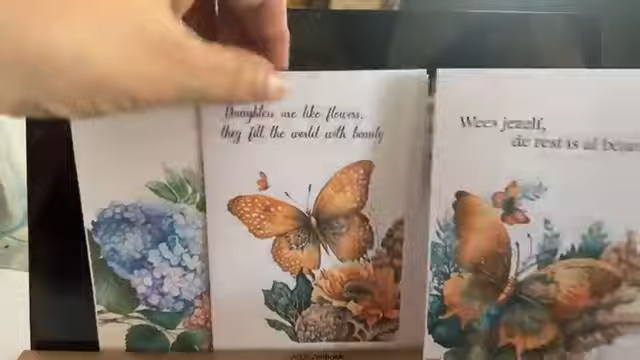 Daughters are like flowers,
they fill the world with beauty
Wees jezelf,
de rest is al